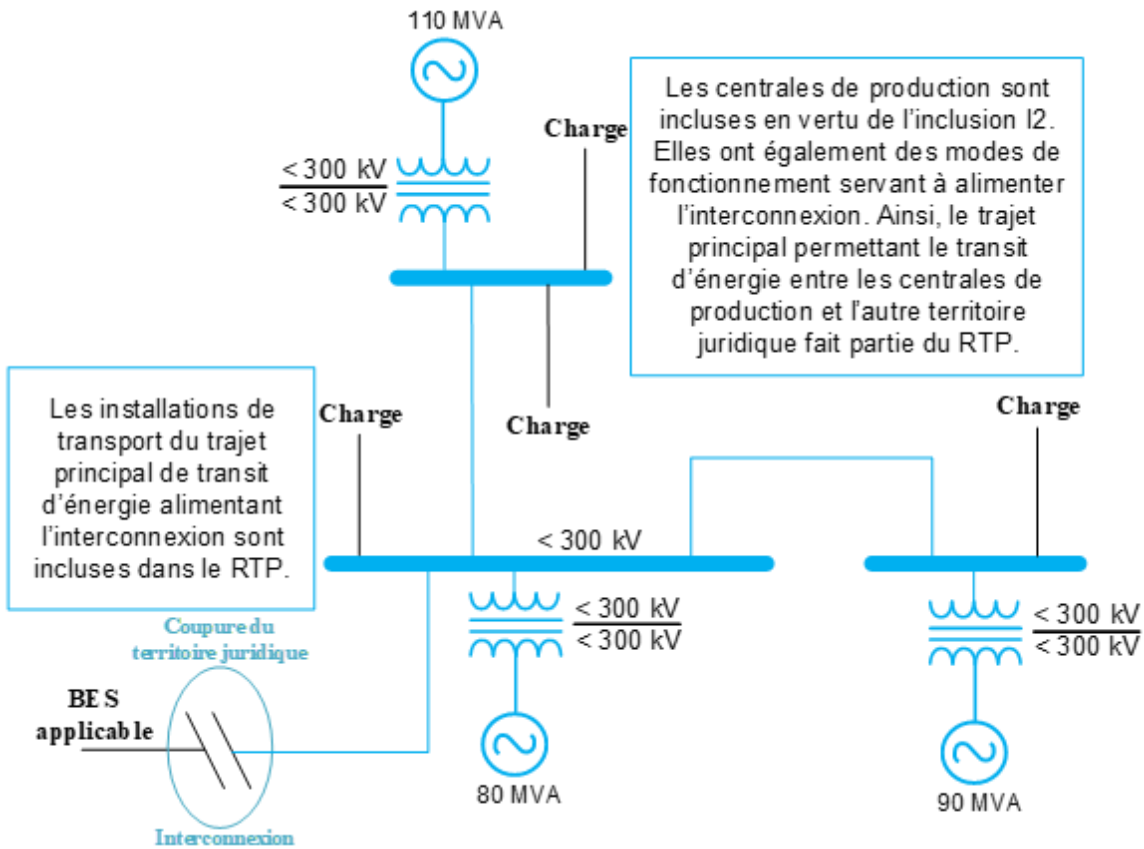 110 MVA
Les centrales de production sont
incluses en vertu de l'inclusion I2.
Elles ont également des modes de
fonctionnement servant à alimenter
l'interconnexion. Ainsi, le trajet
principal permettant le transit
d'énergie entre les centrales de
production et l'autre territoire
juridique fait partie du RTP.
Charge
< 300 kV
< 300 kV
Les installations de
transport du trajet
principal de transit
d'énergie alimentant
l'interconnexion sont
incluses dans le RTP.
Charge
Charge
Charge
< 300 kV
< 300 kV
< 300 kV
< 300 kV
< 300 kV
Coupure du
territoire juridique
BES
applicable
80 MVA
90 MVA
Interconnexion